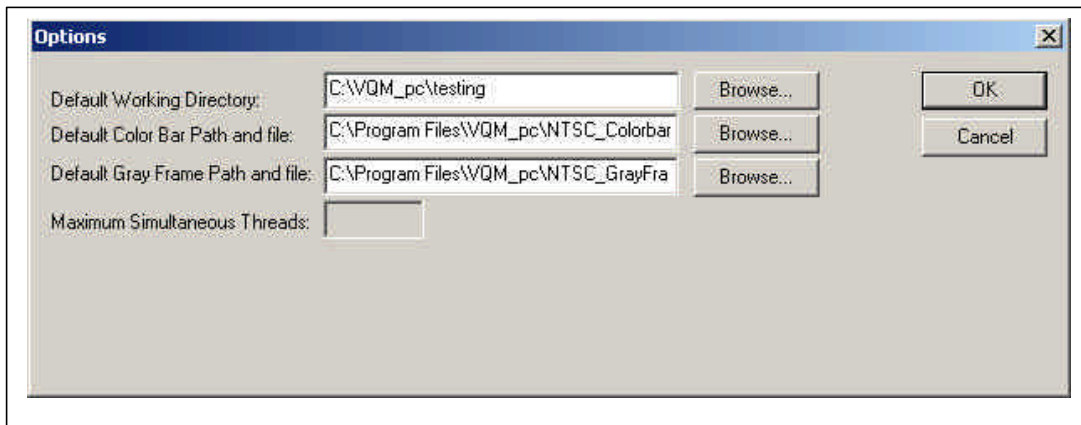 Options
Default Working Directory: C:\VQM_pc\testing Browse... OK
Default Color Bar Path and file: C:\Program Files\VQM_pc\NTSC_Colorbar Browse... Cancel
Default Gray Frame Path and file: C:\Program Files\VQM_pc\NTSC_GrayFra Browse...
Maximum Simultaneous Threads: